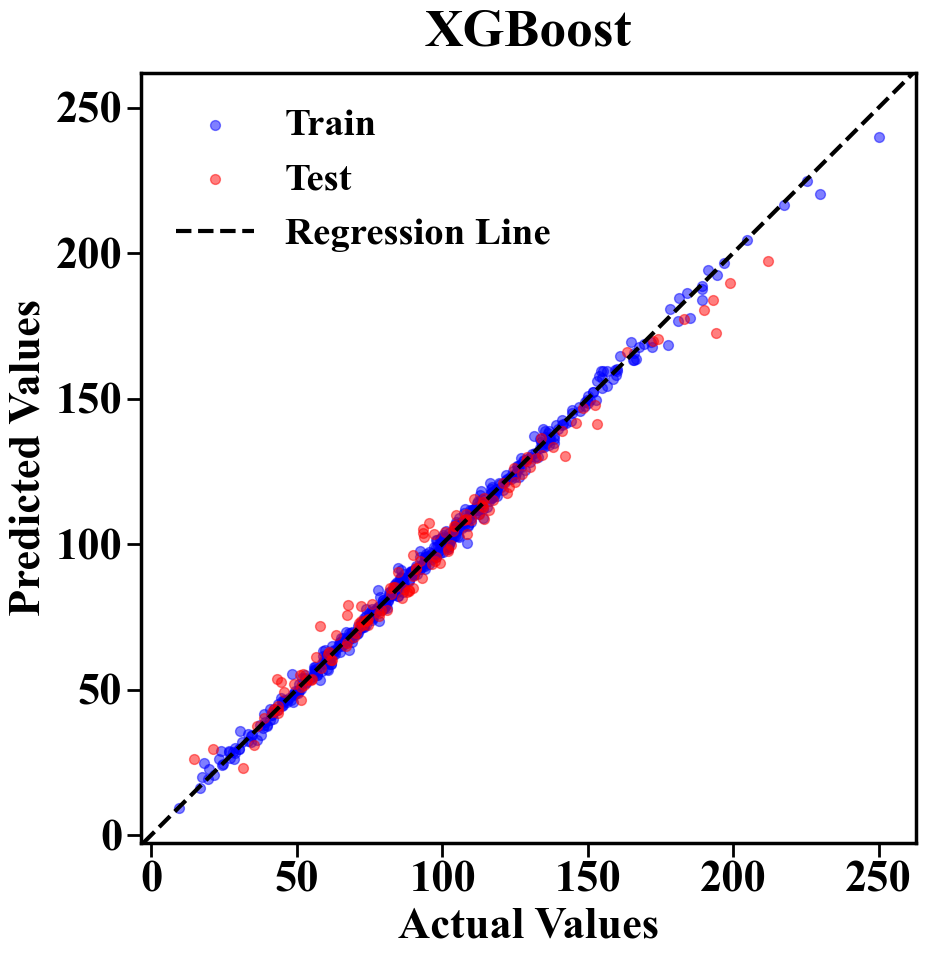 XGBoost
Train
Test
Regression Line
Predicted Values
250
200
150
100
50
0
0 50 100 150 200 250
Actual Values